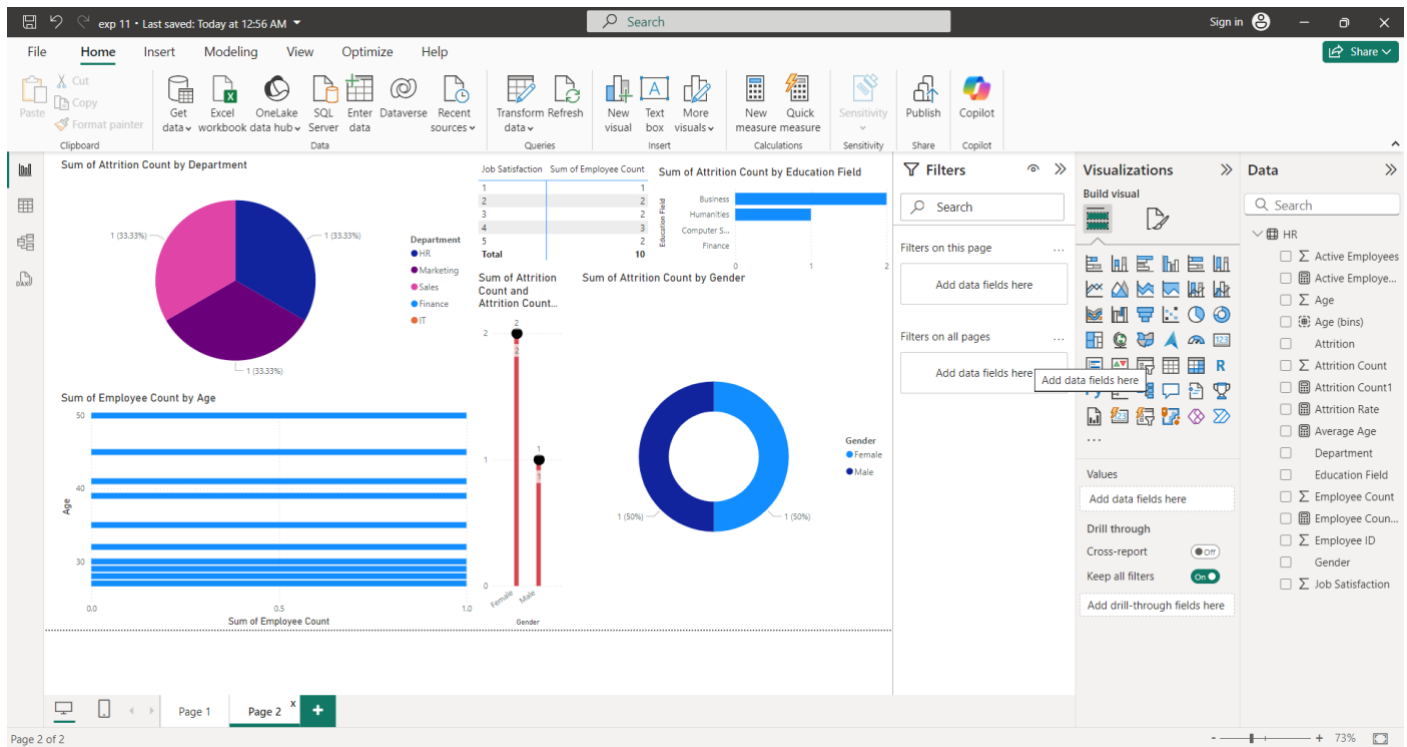 exp 11 • Last saved: Today at 12:56 AM
Search
Sign in
File Home Insert Modeling View Optimize Help
Share
Paste
Cut
Copy
Format painter
Clipboard
Get data
Excel workbook
OneLake data hub
SQL Server
Enter data
Dataverse
Recent sources
Data
Transform data
Refresh
Queries
New visual
Text box
More visuals
Insert
New measure
Quick measure
Calculations
Sensitivity
Sensitivity
Publish
Share
Copilot
Copilot
Sum of Attrition Count by Department
1 (33.33%)
1 (33.33%)
1 (33.33%)
Department
HR
Marketing
Sales
Finance
IT
Job Satisfaction Sum of Employee Count
1 1
2 2
3 2
4 3
5 2
Total 10
Sum of Attrition Count by Education Field
Education Field
Business
Humanities
Computer S...
Finance
0 1 2
Sum of Attrition
Count and
Attrition Count...
2
2
2
1
1
0
Female Male
Gender
Sum of Attrition Count by Gender
1 (50%)
1 (50%)
Gender
Female
Male
Sum of Employee Count by Age
Age
50
40
30
0.0 0.5 1.0
Sum of Employee Count
Filters
Search
Filters on this page
...
Add data fields here
Filters on all pages
...
Add data fields here
Add data fields here
Visualizations
Build visual
123
R
...
Values
Add data fields here
Drill through
Cross-report
Off
Keep all filters
On
Add drill-through fields here
Data
Search
HR
Active Employees
Active Employe...
Age
Age (bins)
Attrition
Attrition Count
Attrition Count1
Attrition Rate
Average Age
Department
Education Field
Employee Count
Employee Coun...
Employee ID
Gender
Job Satisfaction
Page 1
Page 2
x
Page 2 of 2
- + 73%